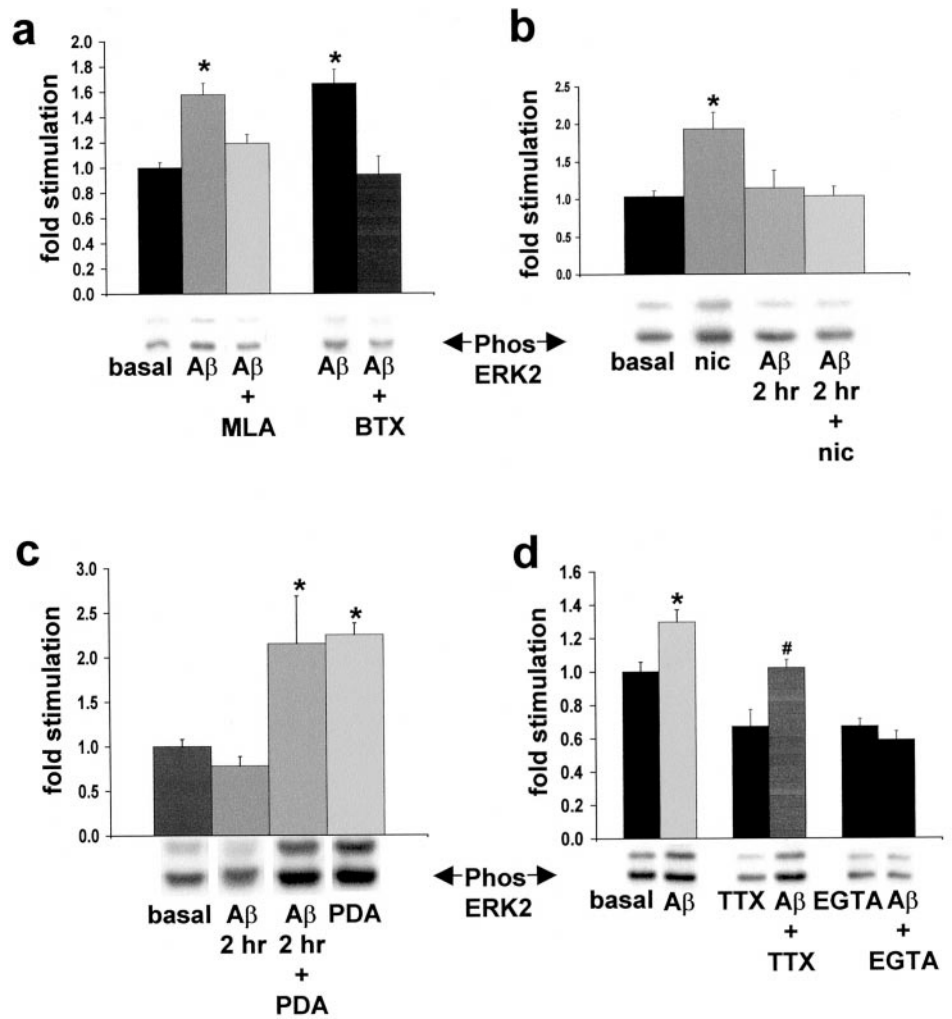 a
fold stimulation
2.0
1.8
1.6
1.4
1.2
1.0
0.8
0.6
0.4
0.2
0.0
*
*
basal Aβ Aβ Aβ Aβ
+ +
MLA BTX
b
fold stimulation
2.5
2.0
1.5
1.0
0.5
0.0
*
basal nic Aβ Aβ
2 hr 2 hr
+
nic
Phos
ERK2
c
fold stimulation
3.0
2.5
2.0
1.5
1.0
0.5
0.0
*
*
basal Aβ Aβ PDA
2 hr 2 hr
+
PDA
d
fold stimulation
1.6
1.4
1.2
1.0
0.8
0.6
0.4
0.2
0.0
*
#
basal Aβ TTX Aβ EGTA Aβ
+ +
TTX EGTA
Phos
ERK2